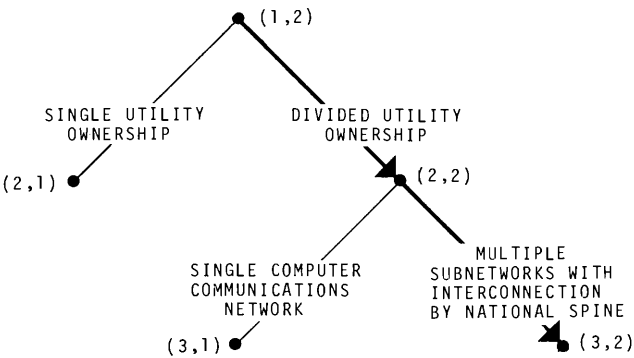 (1,2)
SINGLE UTILITY
OWNERSHIP
DIVIDED UTILITY
OWNERSHIP
(2,1)
(2,2)
SINGLE COMPUTER
COMMUNICATIONS
NETWORK
MULTIPLE
SUBNETWORKS WITH
INTERCONNECTION
BY NATIONAL SPINE
(3,1)
(3,2)